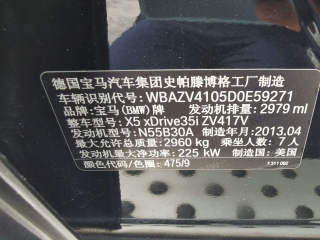 德国宝马汽车集团史帕滕博格工厂制造
车辆识别代号: WBAZV4105D0E59271
品牌: 宝马(BMW)牌 发动机排量: 2979 ml
整车型号: X5 xDrive35i ZV417V
发动机型号: N55B30A 制造年月: 2013.04
最大允许总质量: 2960 kg 乘坐人数: 7人
发动机最大净功率: 225 kW 制造国: 美国
颜色代码/色圈: 475/9
7 311 062